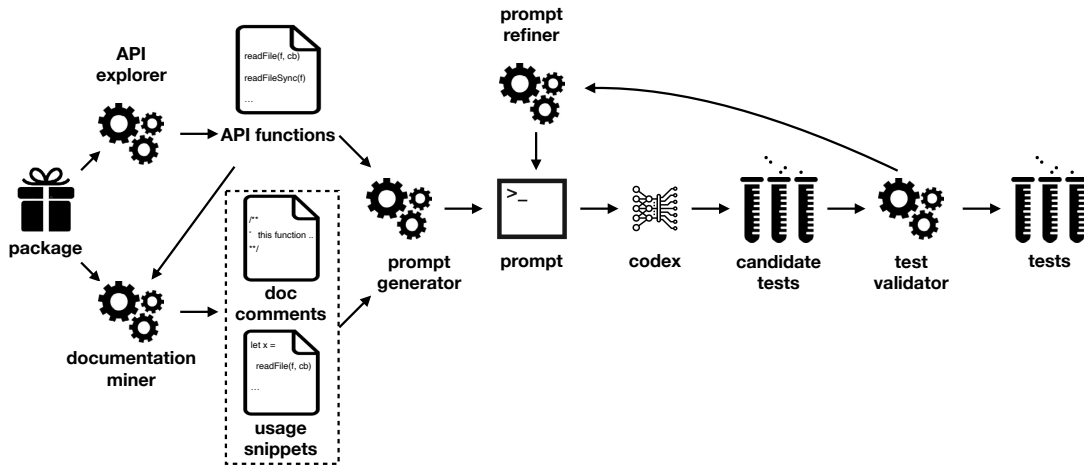 API
explorer
readFile(f, cb)
readFileSync(f)
...
API functions
package
documentation
miner
/**
* this function ..
**/
doc
comments
let x =
readFile(f, cb)
...
usage
snippets
prompt
generator
prompt
refiner
>_
prompt
codex
candidate
tests
test
validator
tests